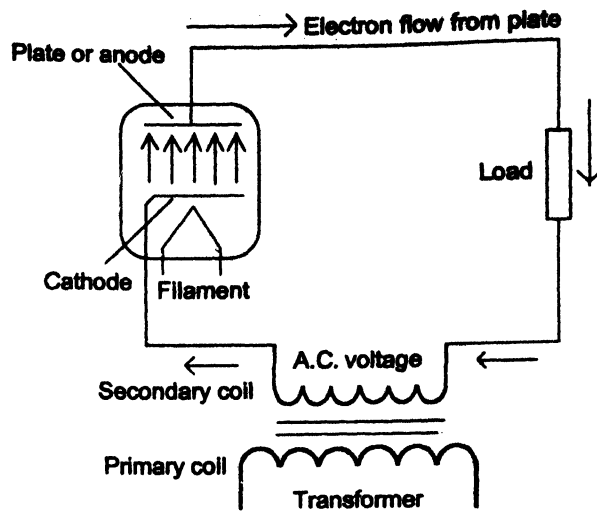 Electron flow from plate
Plate or anode
Load
Cathode
Filament
A.C. voltage
Secondary coil
Primary coil
Transformer